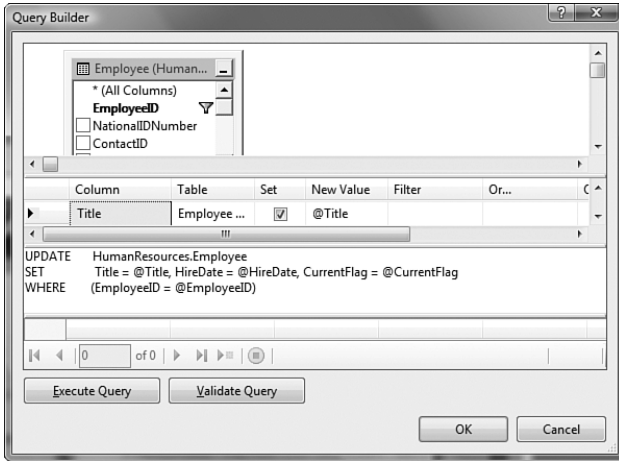 Query Builder
Employee (Human...
* (All Columns)
EmployeeID
NationalIDNumber
ContactID
Column Table Set New Value Filter Or...
Title Employee ... @Title
UPDATE HumanResources.Employee
SET Title = @Title, HireDate = @HireDate, CurrentFlag = @CurrentFlag
WHERE (EmployeeID = @EmployeeID)
0 of 0
Execute Query Validate Query
OK Cancel